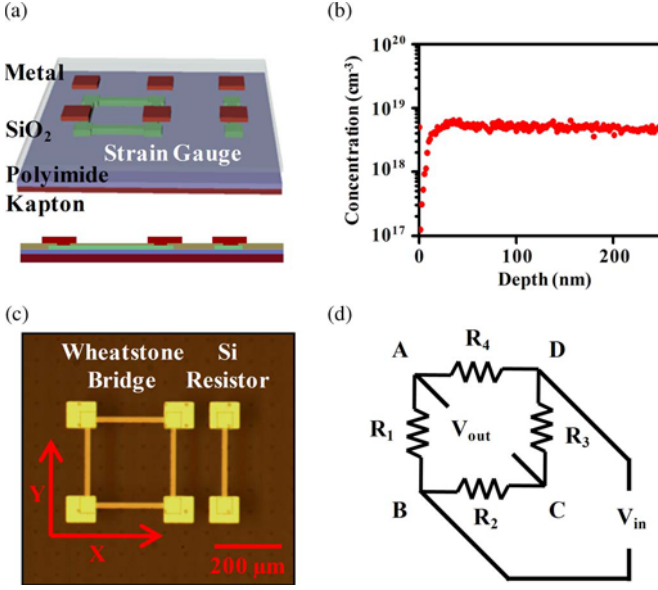 (a)
Metal
SiO2
Strain Gauge
Polyimide
Kapton
(b)
Concentration (cm-3)
10^20
10^19
10^18
10^17
0
100
200
Depth (nm)
(c)
Wheatstone Bridge
Si Resistor
Y
X
200 μm
(d)
A
R4
D
R1
Vout
R3
B
R2
C
Vin